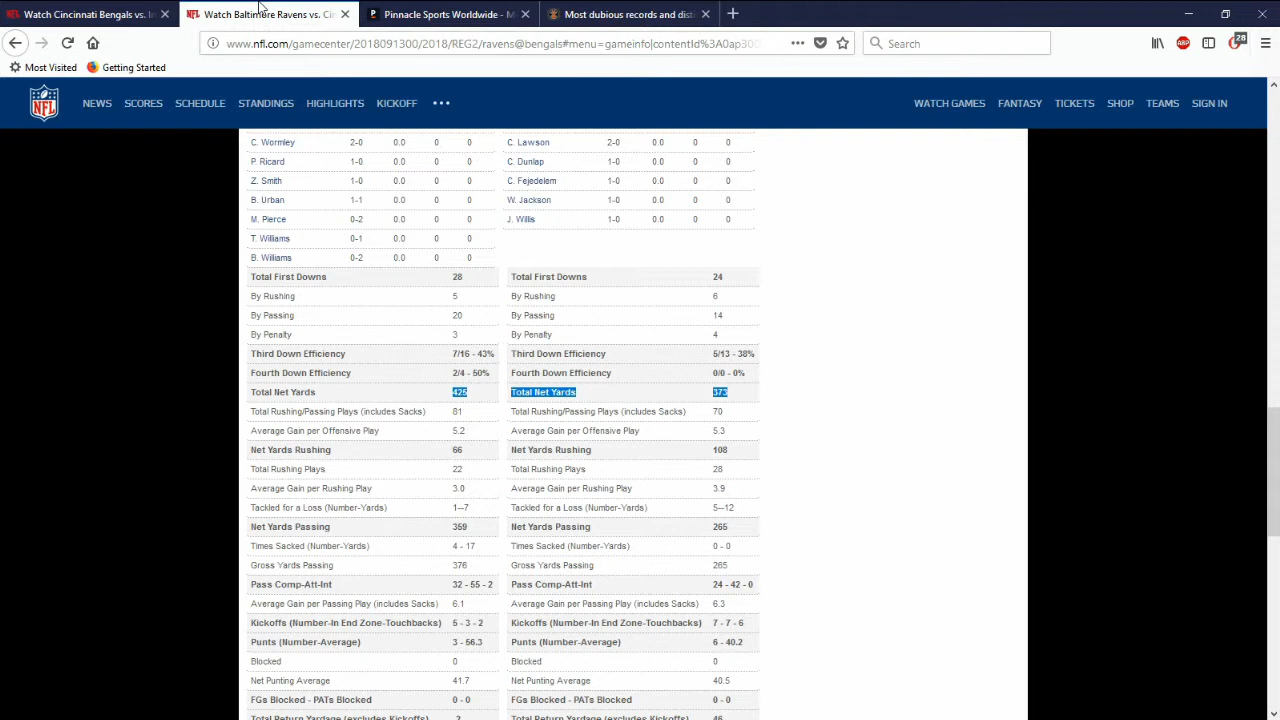 Watch Cincinnati Bengals vs. In
Watch Baltimore Ravens vs. Cin
Pinnacle Sports Worldwide - M
Most dubious records and disti
www.nfl.com/gamecenter/2018091300/2018/REG2/ravens@bengals#menu=gameinfo|contentId%3A0ap30
Search
28
Most Visited
Getting Started
NFL
NEWS
SCORES
SCHEDULE
STANDINGS
HIGHLIGHTS
KICKOFF
WATCH GAMES
FANTASY
TICKETS
SHOP
TEAMS
SIGN IN
C. Wormley 2-0 0.0 0 0 C. Lawson 2-0 0.0 0 0
P. Ricard 1-0 0.0 0 0 C. Dunlap 1-0 0.0 0 0
Z. Smith 1-0 0.0 0 0 C. Fejedelem 1-0 0.0 0 0
B. Urban 1-1 0.0 0 0 W. Jackson 1-0 0.0 0 0
M. Pierce 0-2 0.0 0 0 J. Willis 1-0 0.0 0 0
T. Williams 0-1 0.0 0 0
B. Williams 0-2 0.0 0 0
Total First Downs 28 Total First Downs 24
By Rushing 5 By Rushing 6
By Passing 20 By Passing 14
By Penalty 3 By Penalty 4
Third Down Efficiency 7/16 - 43% Third Down Efficiency 5/13 - 38%
Fourth Down Efficiency 2/4 - 50% Fourth Down Efficiency 0/0 - 0%
Total Net Yards 425 Total Net Yards 373
Total Rushing/Passing Plays (includes Sacks) 81 Total Rushing/Passing Plays (includes Sacks) 70
Average Gain per Offensive Play 5.2 Average Gain per Offensive Play 5.3
Net Yards Rushing 66 Net Yards Rushing 108
Total Rushing Plays 22 Total Rushing Plays 28
Average Gain per Rushing Play 3.0 Average Gain per Rushing Play 3.9
Tackled for a Loss (Number-Yards) 1--7 Tackled for a Loss (Number-Yards) 5--12
Net Yards Passing 359 Net Yards Passing 265
Times Sacked (Number-Yards) 4 - 17 Times Sacked (Number-Yards) 0 - 0
Gross Yards Passing 376 Gross Yards Passing 265
Pass Comp-Att-Int 32 - 55 - 2 Pass Comp-Att-Int 24 - 42 - 0
Average Gain per Passing Play (includes Sacks) 6.1 Average Gain per Passing Play (includes Sacks) 6.3
Kickoffs (Number-In End Zone-Touchbacks) 5 - 3 - 2 Kickoffs (Number-In End Zone-Touchbacks) 7 - 7 - 6
Punts (Number-Average) 3 - 56.3 Punts (Number-Average) 6 - 40.2
Blocked 0 Blocked 0
Net Punting Average 41.7 Net Punting Average 40.5
FGs Blocked - PATs Blocked 0 - 0 FGs Blocked - PATs Blocked 0 - 0
Total Return Yardage (excludes Kickoffs) Total Return Yardage (excludes Kickoffs) 46